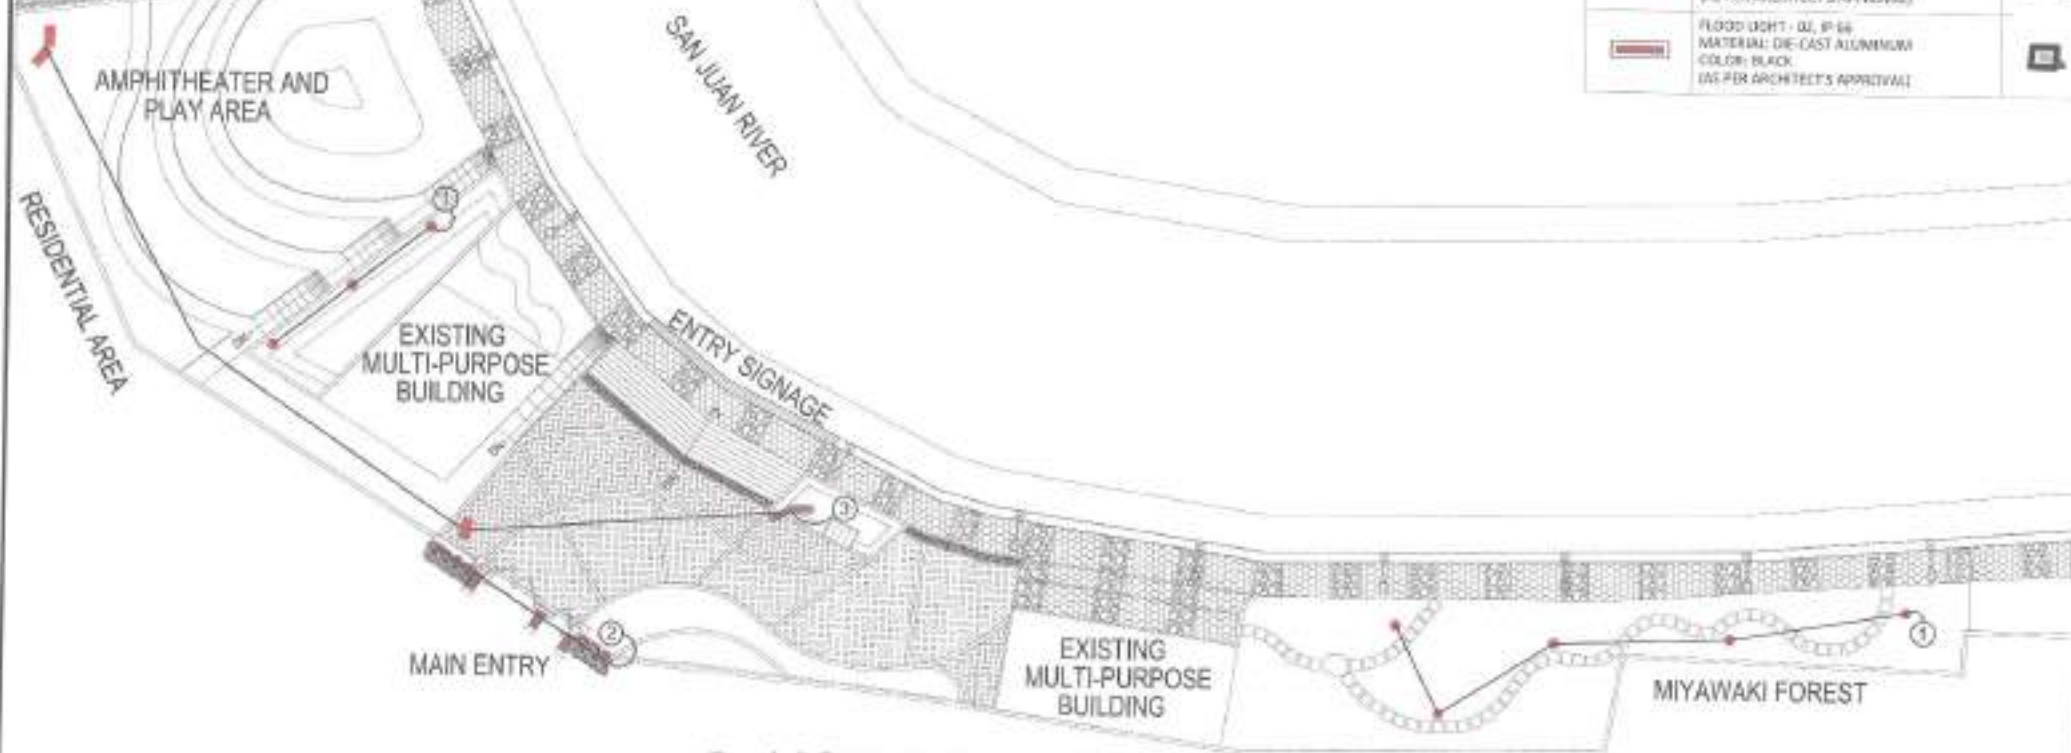 FLOOD LIGHT - 02, IP 66
MATERIAL: DIE-CAST ALUMINUM
COLOR: BLACK
(AS PER ARCHITECT'S APPROVAL)
SAN JUAN RIVER
AMPHITHEATER AND
PLAY AREA
1
RESIDENTIAL AREA
EXISTING
MULTI-PURPOSE
BUILDING
ENTRY SIGNAGE
3
2
MAIN ENTRY
EXISTING
MULTI-PURPOSE
BUILDING
1
MIYAWAKI FOREST